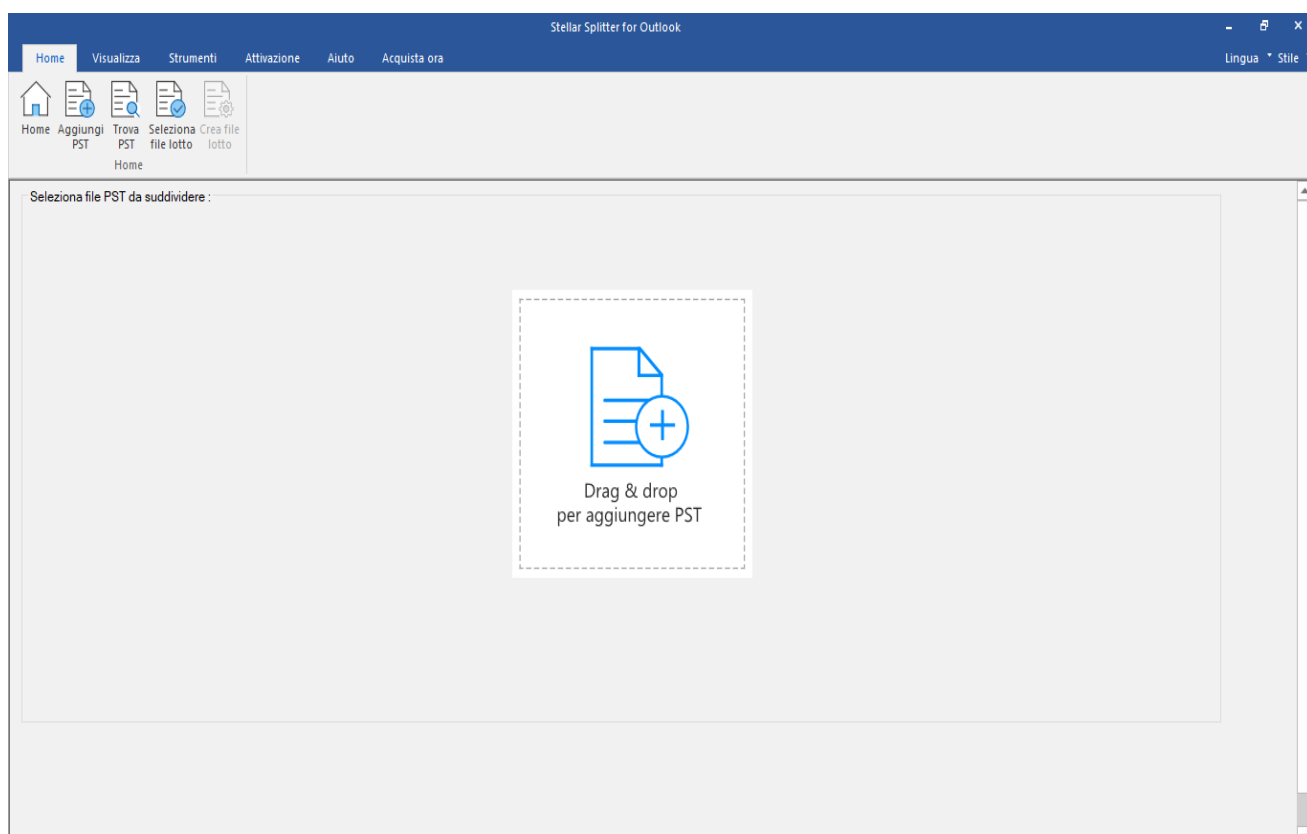 Stellar Splitter for Outlook
Home Visualizza Strumenti Attivazione Aiuto Acquista ora Lingua Stile
Home Aggiungi Trova Seleziona Crea file
PST PST file lotto lotto
Home
Seleziona file PST da suddividere :
Drag & drop
per aggiungere PST